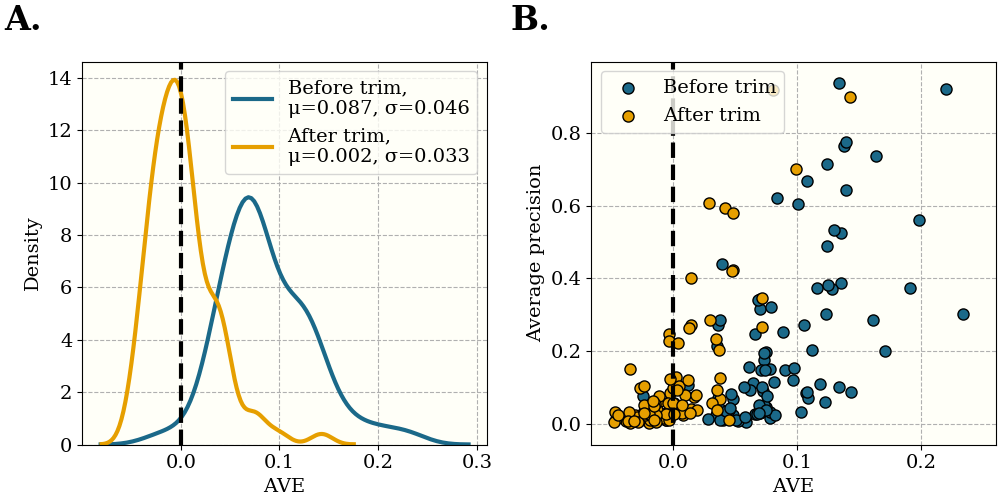 A.
B.
Density
14
12
10
8
6
4
2
0
Before trim,
μ=0.087, σ=0.046
After trim,
μ=0.002, σ=0.033
0.0
0.1
0.2
0.3
AVE
Average precision
0.8
0.6
0.4
0.2
0.0
Before trim
After trim
0.0
0.1
0.2
AVE